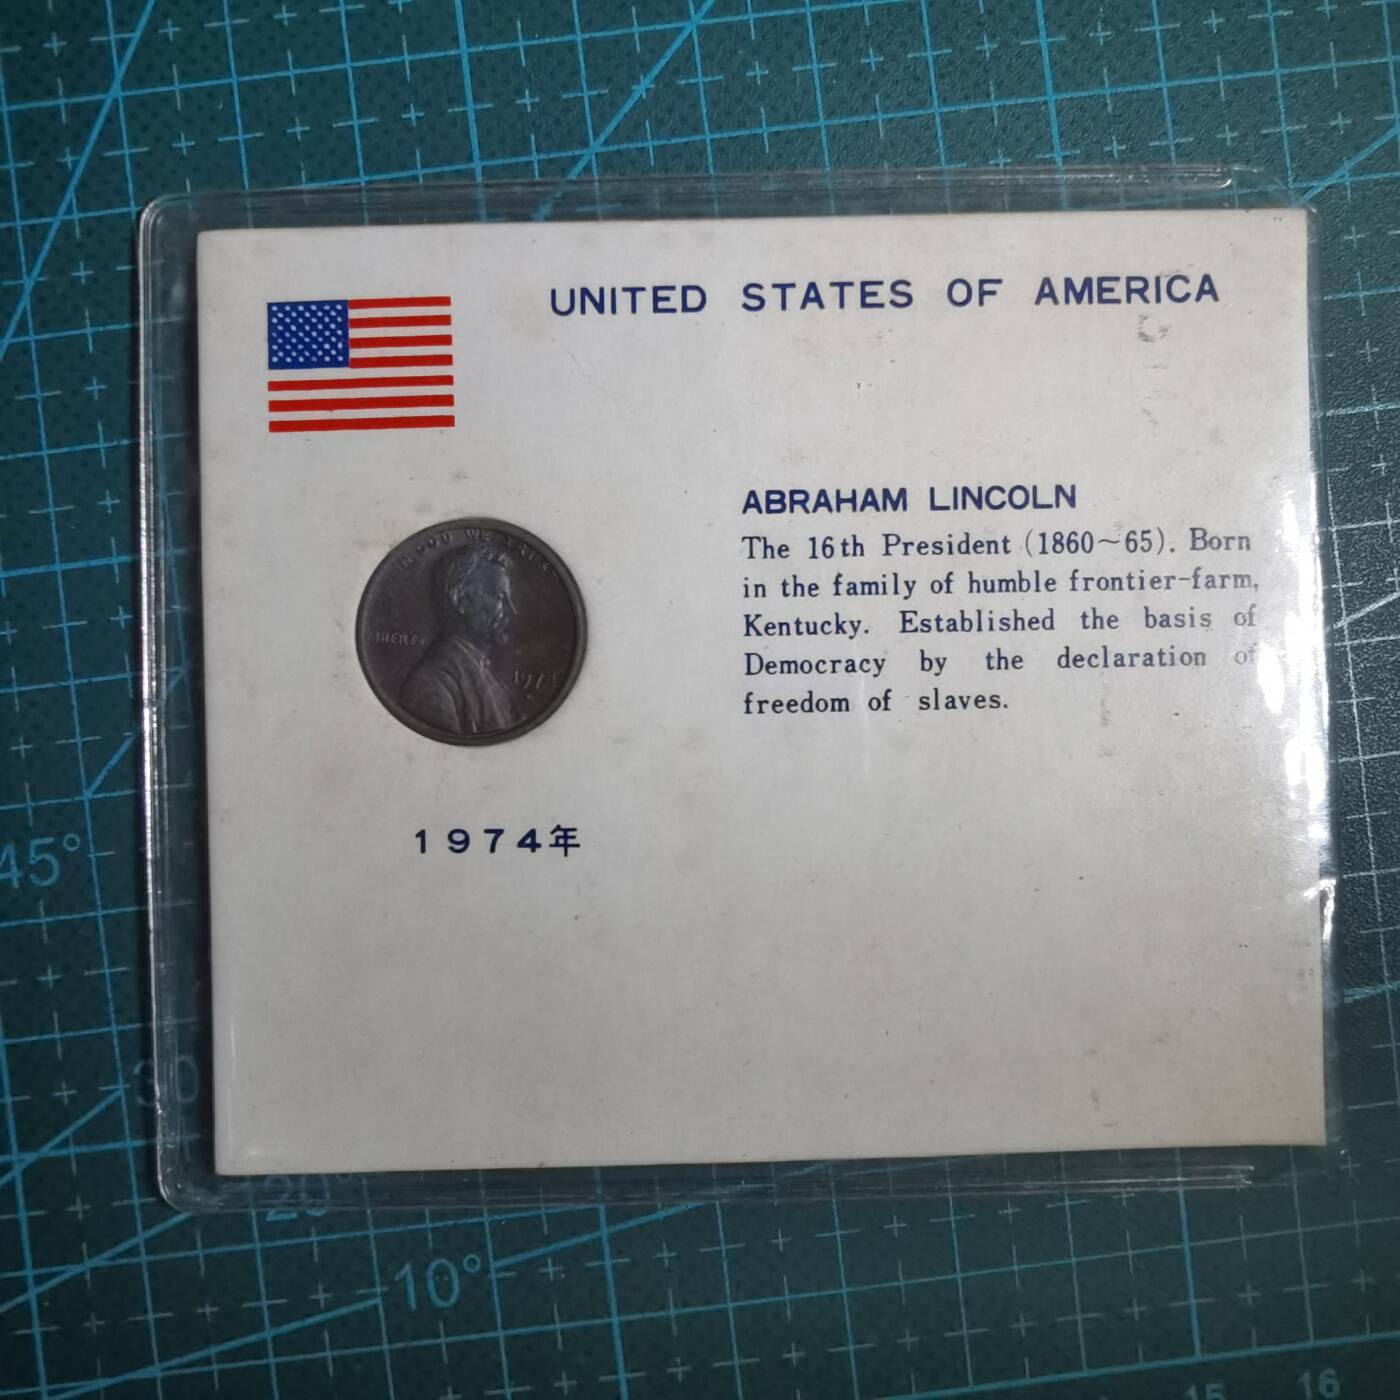 UNITED STATES OF AMERICA
ABRAHAM LINCOLN
The 16th President (1860~65). Born
in the family of humble frontier-farm,
Kentucky. Established the basis of
Democracy by the declaration of
freedom of slaves.
IN GOD WE TRUST
LIBERTY
1974
1974年
45°
30
20°
10°
15
16